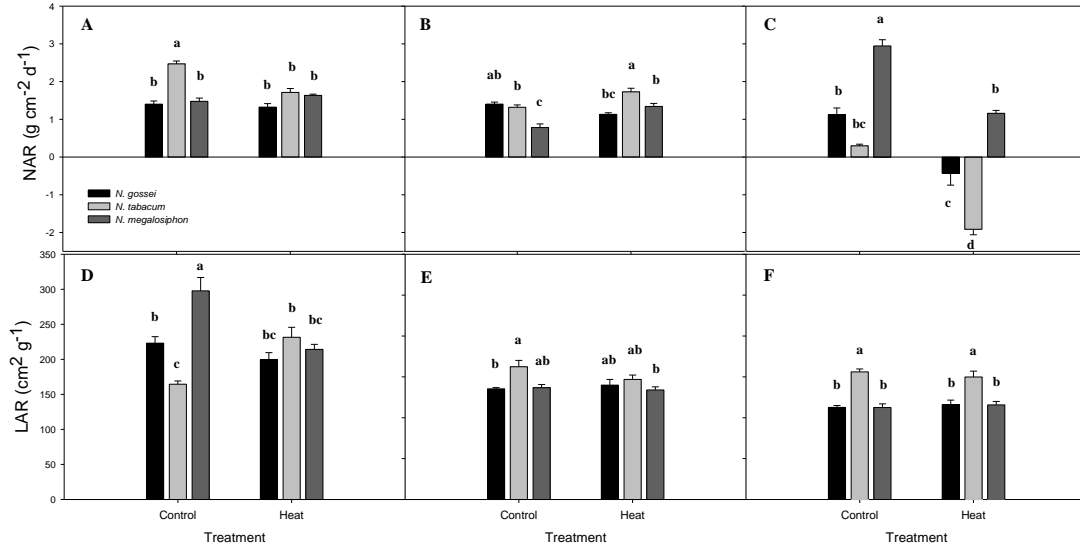 A
B
C
NAR (g cm-2 d-1)
4
3
2
1
0
-1
-2
b a b b b b
ab b c bc a b
b bc a c d b
N. gossei
N. tabacum
N. megalosiphon
D
E
F
LAR (cm2 g-1)
350
300
250
200
150
100
50
0
b c a bc b bc
b a ab ab ab b
b a b b a b
Control Heat Control Heat Control Heat
Treatment Treatment Treatment